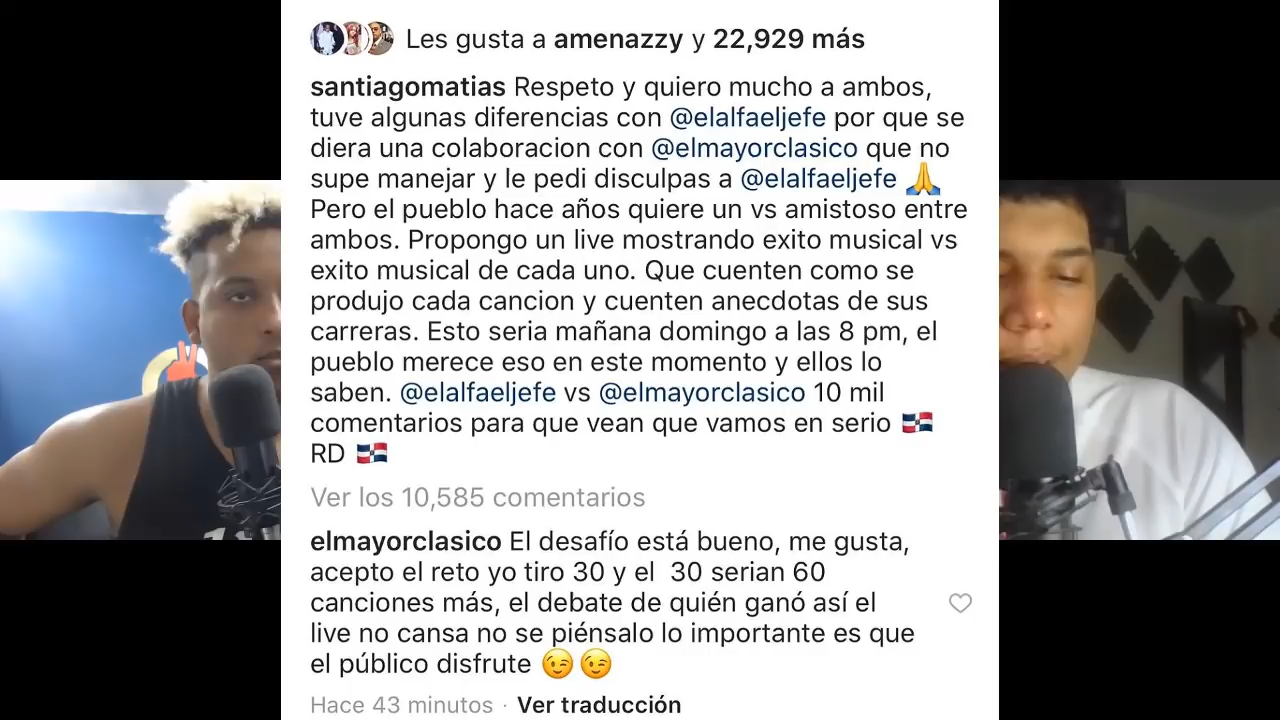 Les gusta a amenazzy y 22,929 más
santiagomatias Respeto y quiero mucho a ambos,
tuve algunas diferencias con @elalfaeljefe por que se
diera una colaboracion con @elmayorclasico que no
supe manejar y le pedi disculpas a @elalfaeljefe 🙏
Pero el pueblo hace años quiere un vs amistoso entre
ambos. Propongo un live mostrando exito musical vs
exito musical de cada uno. Que cuenten como se
produjo cada cancion y cuenten anecdotas de sus
carreras. Esto seria mañana domingo a las 8 pm, el
pueblo merece eso en este momento y ellos lo
saben. @elalfaeljefe vs @elmayorclasico 10 mil
comentarios para que vean que vamos en serio 🇩🇴
RD 🇩🇴
Ver los 10,585 comentarios
elmayorclasico El desafío está bueno, me gusta,
acepto el reto yo tiro 30 y el  30 serian 60
canciones más, el debate de quién ganó así el
live no cansa no se piénsalo lo importante es que
el público disfrute 😉😉
Hace 43 minutos · Ver traducción